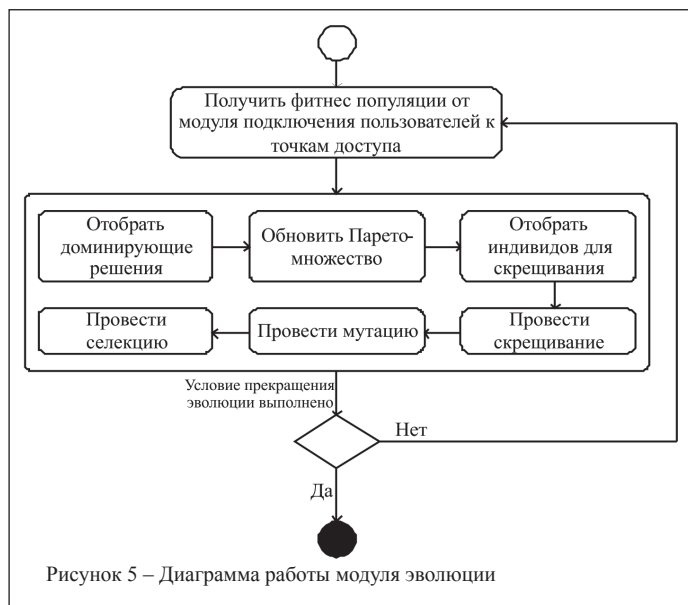 Получить фитнес популяции от
модуля подключения пользователей к
точкам доступа
Отобрать
доминирующие
решения
Обновить Парето-
множество
Отобрать
индивидов для
скрещивания
Провести
селекцию
Провести мутацию
Провести
скрещивание
Условие прекращения
эволюции выполнено
Нет
Да
Рисунок 5 – Диаграмма работы модуля эволюции